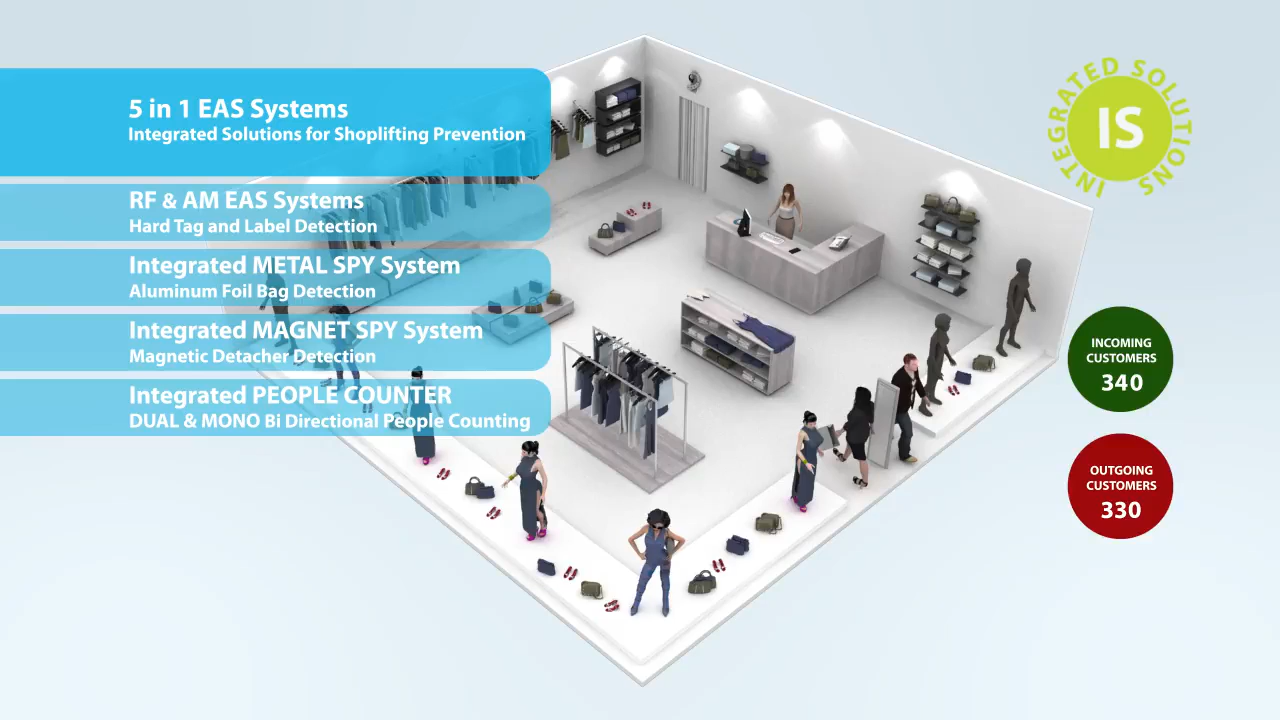 5 in 1 EAS Systems
Integrated Solutions for Shoplifting Prevention
RF & AM EAS Systems
Hard Tag and Label Detection
Integrated METAL SPY System
Aluminum Foil Bag Detection
Integrated MAGNET SPY System
Magnetic Detacher Detection
Integrated PEOPLE COUNTER
DUAL & MONO Bi Directional People Counting
INTEGRATED SOLUTIONS IN
IS
INCOMING
CUSTOMERS
340
OUTGOING
CUSTOMERS
330